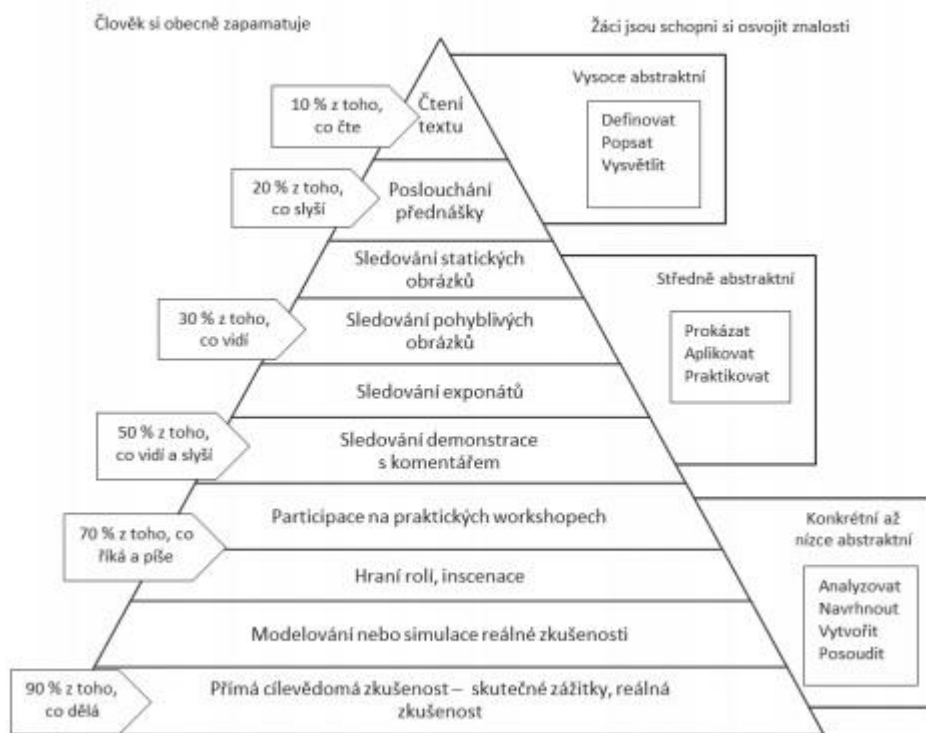 Člověk si obecně zapamatuje
Žáci jsou schopni si osvojit znalosti
10 % z toho,
co čte
20 % z toho,
co slyší
30 % z toho,
co vidí
50 % z toho,
co vidí a slyší
70 % z toho, co
říká a píše
90 % z toho,
co dělá
Čtení
textu
Poslouchání
přednášky
Sledování statických
obrázků
Sledování pohyblivých
obrázků
Sledování exponátů
Sledování demonstrace
s komentářem
Participace na praktických workshopech
Hraní rolí, inscenace
Modelování nebo simulace reálné zkušenosti
Přímá cílevědomá zkušenost – skutečné zážitky, reálná
zkušenost
Vysoce abstraktní
Definovat
Popsat
Vysvětlit
Středně abstraktní
Prokázat
Aplikovat
Praktikovat
Konkrétní až
nízce abstraktní
Analyzovat
Navrhnout
Vytvořit
Posoudit